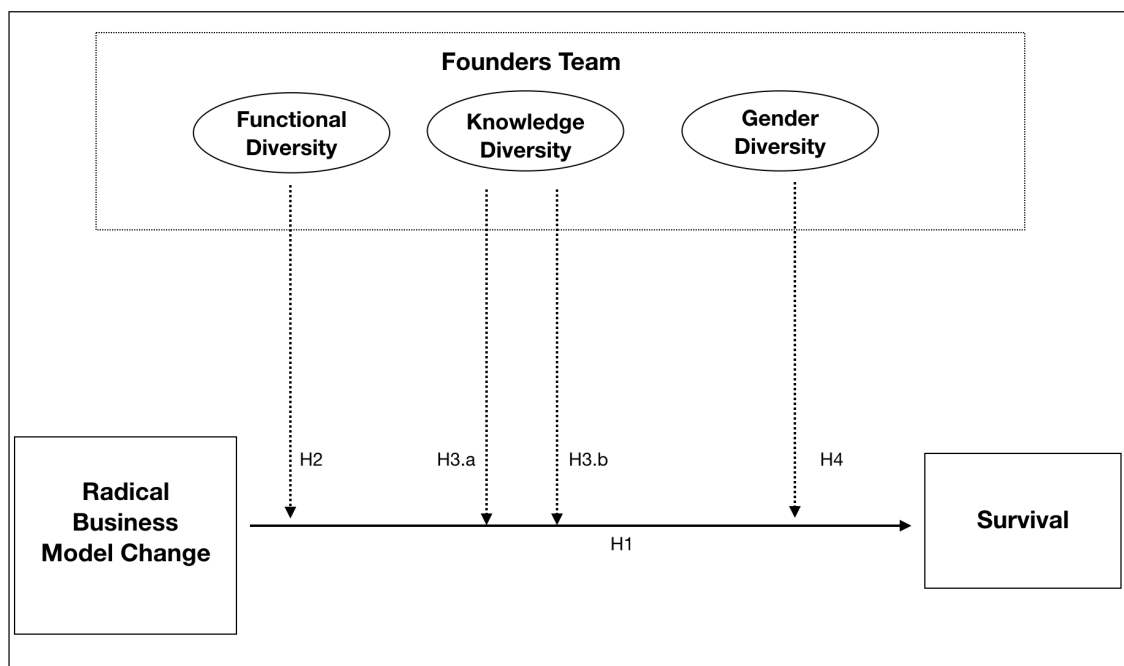 Founders Team
Functional
Diversity
Knowledge
Diversity
Gender
Diversity
H2
H3.a
H3.b
H4
Radical
Business
Model Change
Survival
H1